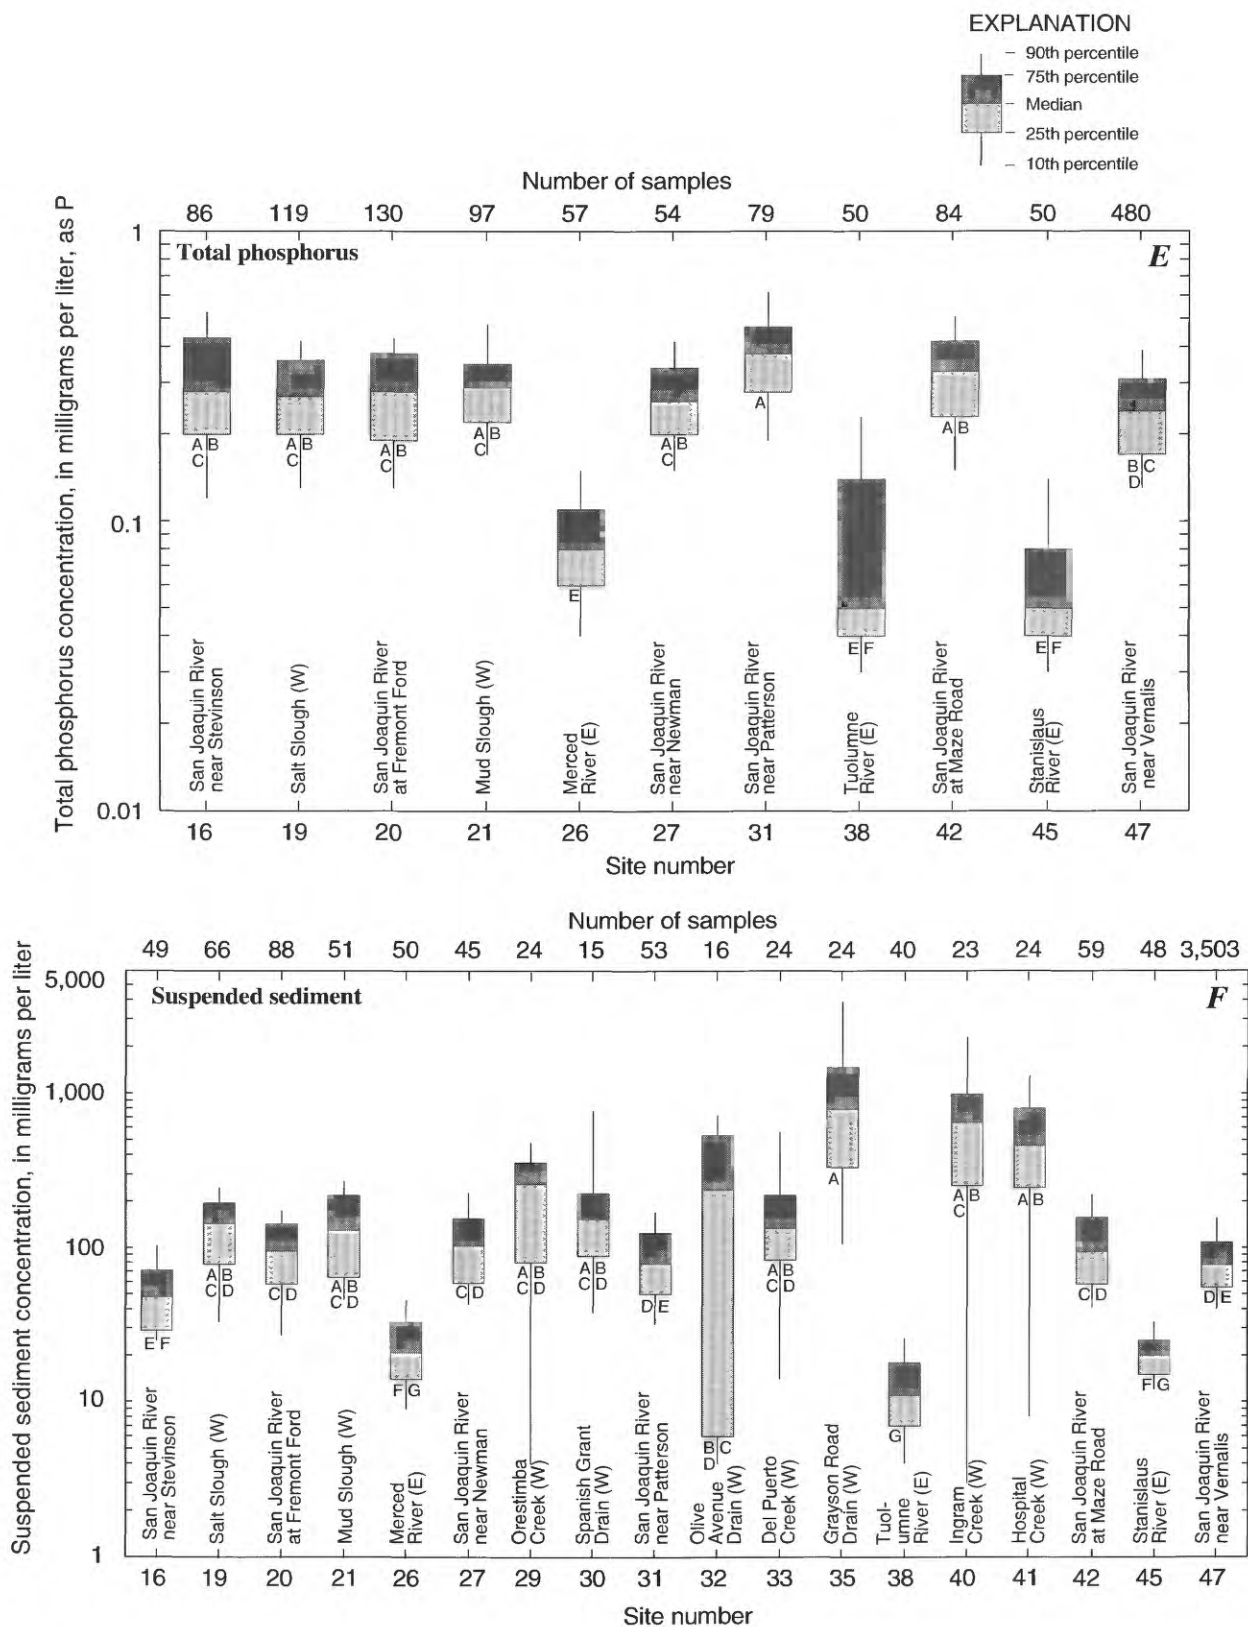 EXPLANATION
90th percentile
75th percentile
Median
25th percentile
10th percentile
Number of samples
86 119 130 97 57 54 79 50 84 50 480
Total phosphorus concentration, in milligrams per liter, as P
1
0.1
0.01
Total phosphorus
E
A B
C
A B
C
A B
C
A B
C
E
A B
C
A
E F
A B
E F
B C
D
San Joaquin River
near Stevinson
Salt Slough (W)
San Joaquin River
at Fremont Ford
Mud Slough (W)
Merced
River (E)
San Joaquin River
near Newman
San Joaquin River
near Patterson
Tuolumne
River (E)
San Joaquin River
at Maze Road
Stanislaus
River (E)
San Joaquin River
near Vernalis
16 19 20 21 26 27 31 38 42 45 47
Site number
Number of samples
49 66 88 51 50 45 24 15 53 16 24 24 40 23 24 59 48 3,503
Suspended sediment concentration, in milligrams per liter
5,000
1,000
100
10
1
Suspended sediment
F
E F
A B
C D
C D
A B
C D
F G
C D
A B
C D
A B
C D
D E
B C
D
A B
C D
A
G
A B
C
A B
C D
F G
D E
San Joaquin River
near Stevinson
Salt Slough (W)
San Joaquin River
at Fremont Ford
Mud Slough (W)
Merced
River (E)
San Joaquin River
near Newman
Orestimba
Creek (W)
Spanish Grant
Drain (W)
San Joaquin River
near Patterson
Olive
Avenue
Drain (W)
Del Puerto
Creek (W)
Grayson Road
Drain (W)
Tuol-
umne
River (E)
Ingram
Creek (W)
Hospital
Creek (W)
San Joaquin River
at Maze Road
Stanislaus
River (E)
San Joaquin River
near Vernalis
16 19 20 21 26 27 29 30 31 32 33 35 38 40 41 42 45 47
Site number